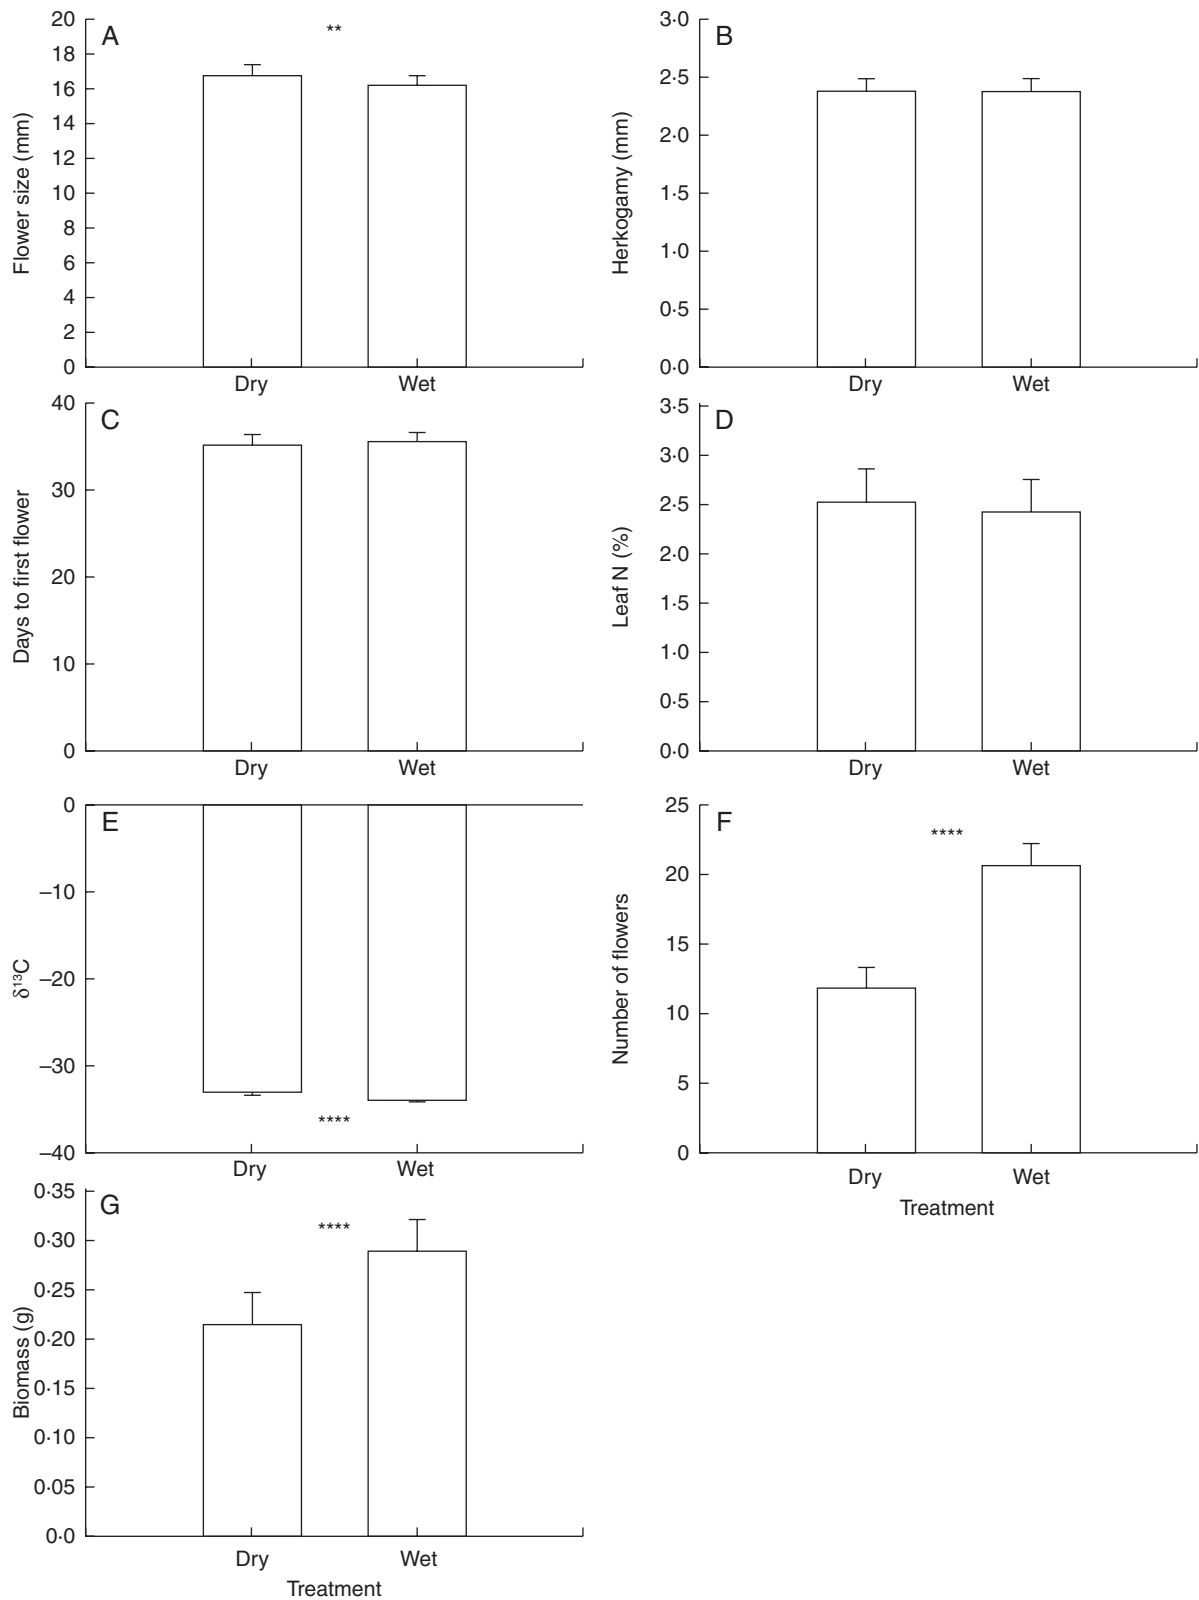 A
**
Flower size (mm)
20
18
16
14
12
10
8
6
4
2
0
Dry Wet
B
Herkogamy (mm)
3·0
2·5
2·0
1·5
1·0
0·5
0·0
Dry Wet
C
Days to first flower
40
30
20
10
0
Dry Wet
D
Leaf N (%)
3·5
3·0
2·5
2·0
1·5
1·0
0·5
0·0
Dry Wet
E
δ¹³C
0
–10
–20
–30
–40
****
Dry Wet
F
****
Number of flowers
25
20
15
10
5
0
Dry Wet
Treatment
G
****
Biomass (g)
0·35
0·30
0·25
0·20
0·15
0·10
0·05
0·0
Dry Wet
Treatment